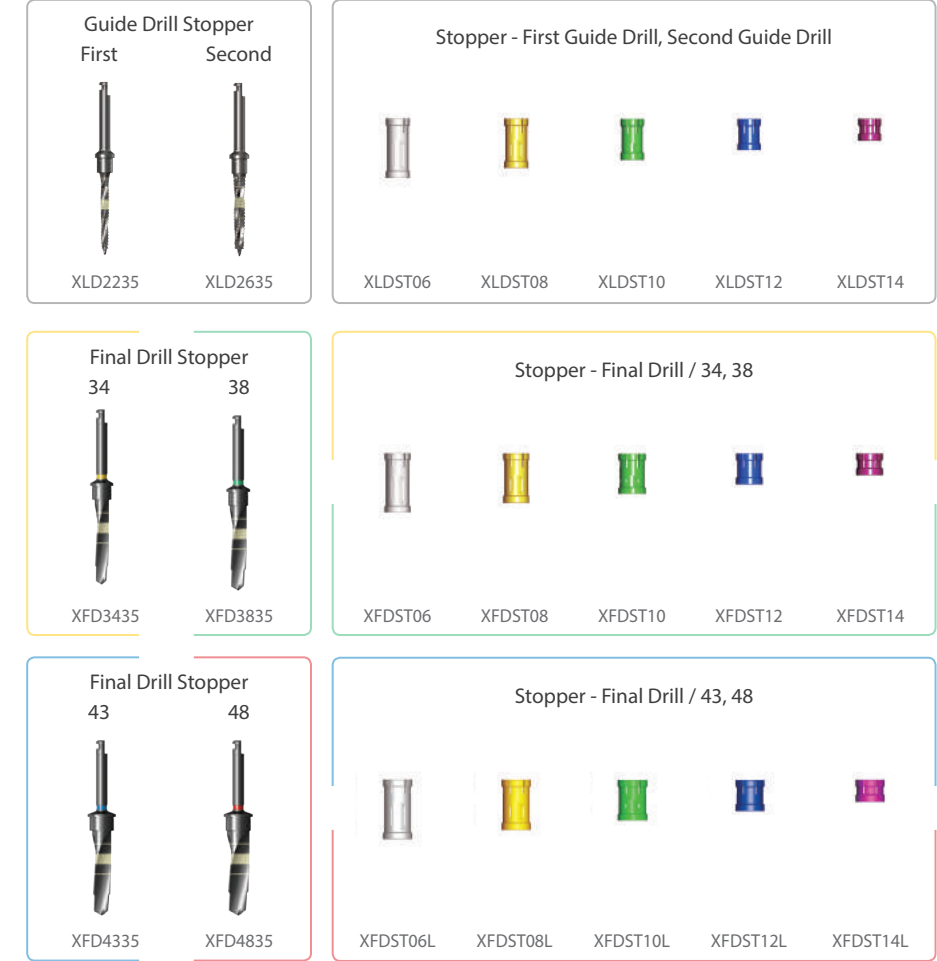 Guide Drill Stopper
First Second
XLD2235 XLD2635
Stopper - First Guide Drill, Second Guide Drill
XLDST06 XLDST08 XLDST10 XLDST12 XLDST14
Final Drill Stopper
34 38
XFD3435 XFD3835
Stopper - Final Drill / 34, 38
XFDST06 XFDST08 XFDST10 XFDST12 XFDST14
Final Drill Stopper
43 48
XFD4335 XFD4835
Stopper - Final Drill / 43, 48
XFDST06L XFDST08L XFDST10L XFDST12L XFDST14L